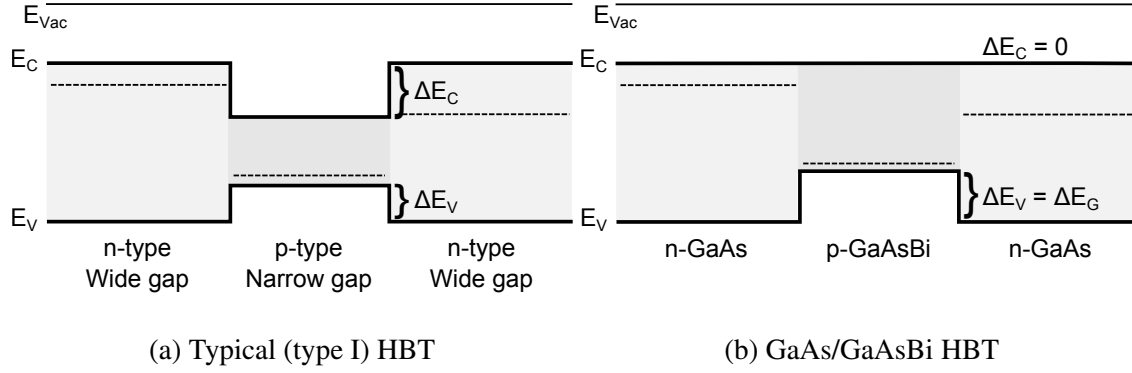 E_Vac
E_C
ΔE_C
ΔE_V
E_V
n-type
Wide gap
p-type
Narrow gap
n-type
Wide gap
(a) Typical (type I) HBT
E_Vac
ΔE_C = 0
E_C
ΔE_V = ΔE_G
E_V
n-GaAs
p-GaAsBi
n-GaAs
(b) GaAs/GaAsBi HBT